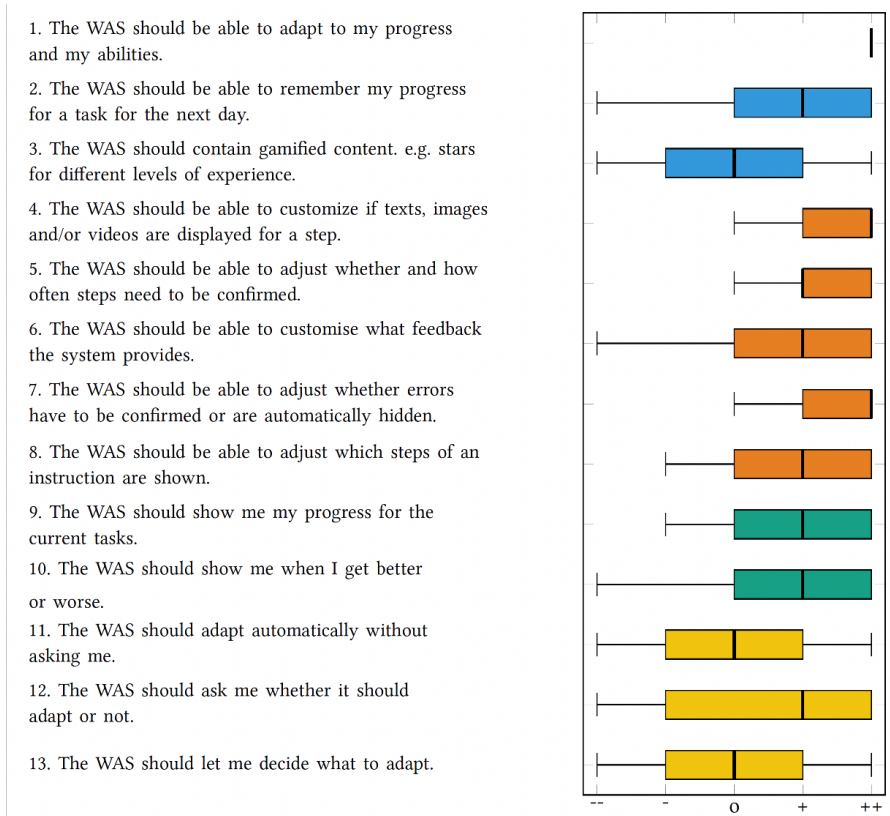 1. The WAS should be able to adapt to my progress
and my abilities.
2. The WAS should be able to remember my progress
for a task for the next day.
3. The WAS should contain gamified content. e.g. stars
for different levels of experience.
4. The WAS should be able to customize if texts, images
and/or videos are displayed for a step.
5. The WAS should be able to adjust whether and how
often steps need to be confirmed.
6. The WAS should be able to customise what feedback
the system provides.
7. The WAS should be able to adjust whether errors
have to be confirmed or are automatically hidden.
8. The WAS should be able to adjust which steps of an
instruction are shown.
9. The WAS should show me my progress for the
current tasks.
10. The WAS should show me when I get better
or worse.
11. The WAS should adapt automatically without
asking me.
12. The WAS should ask me whether it should
adapt or not.
13. The WAS should let me decide what to adapt.
-- - o + ++